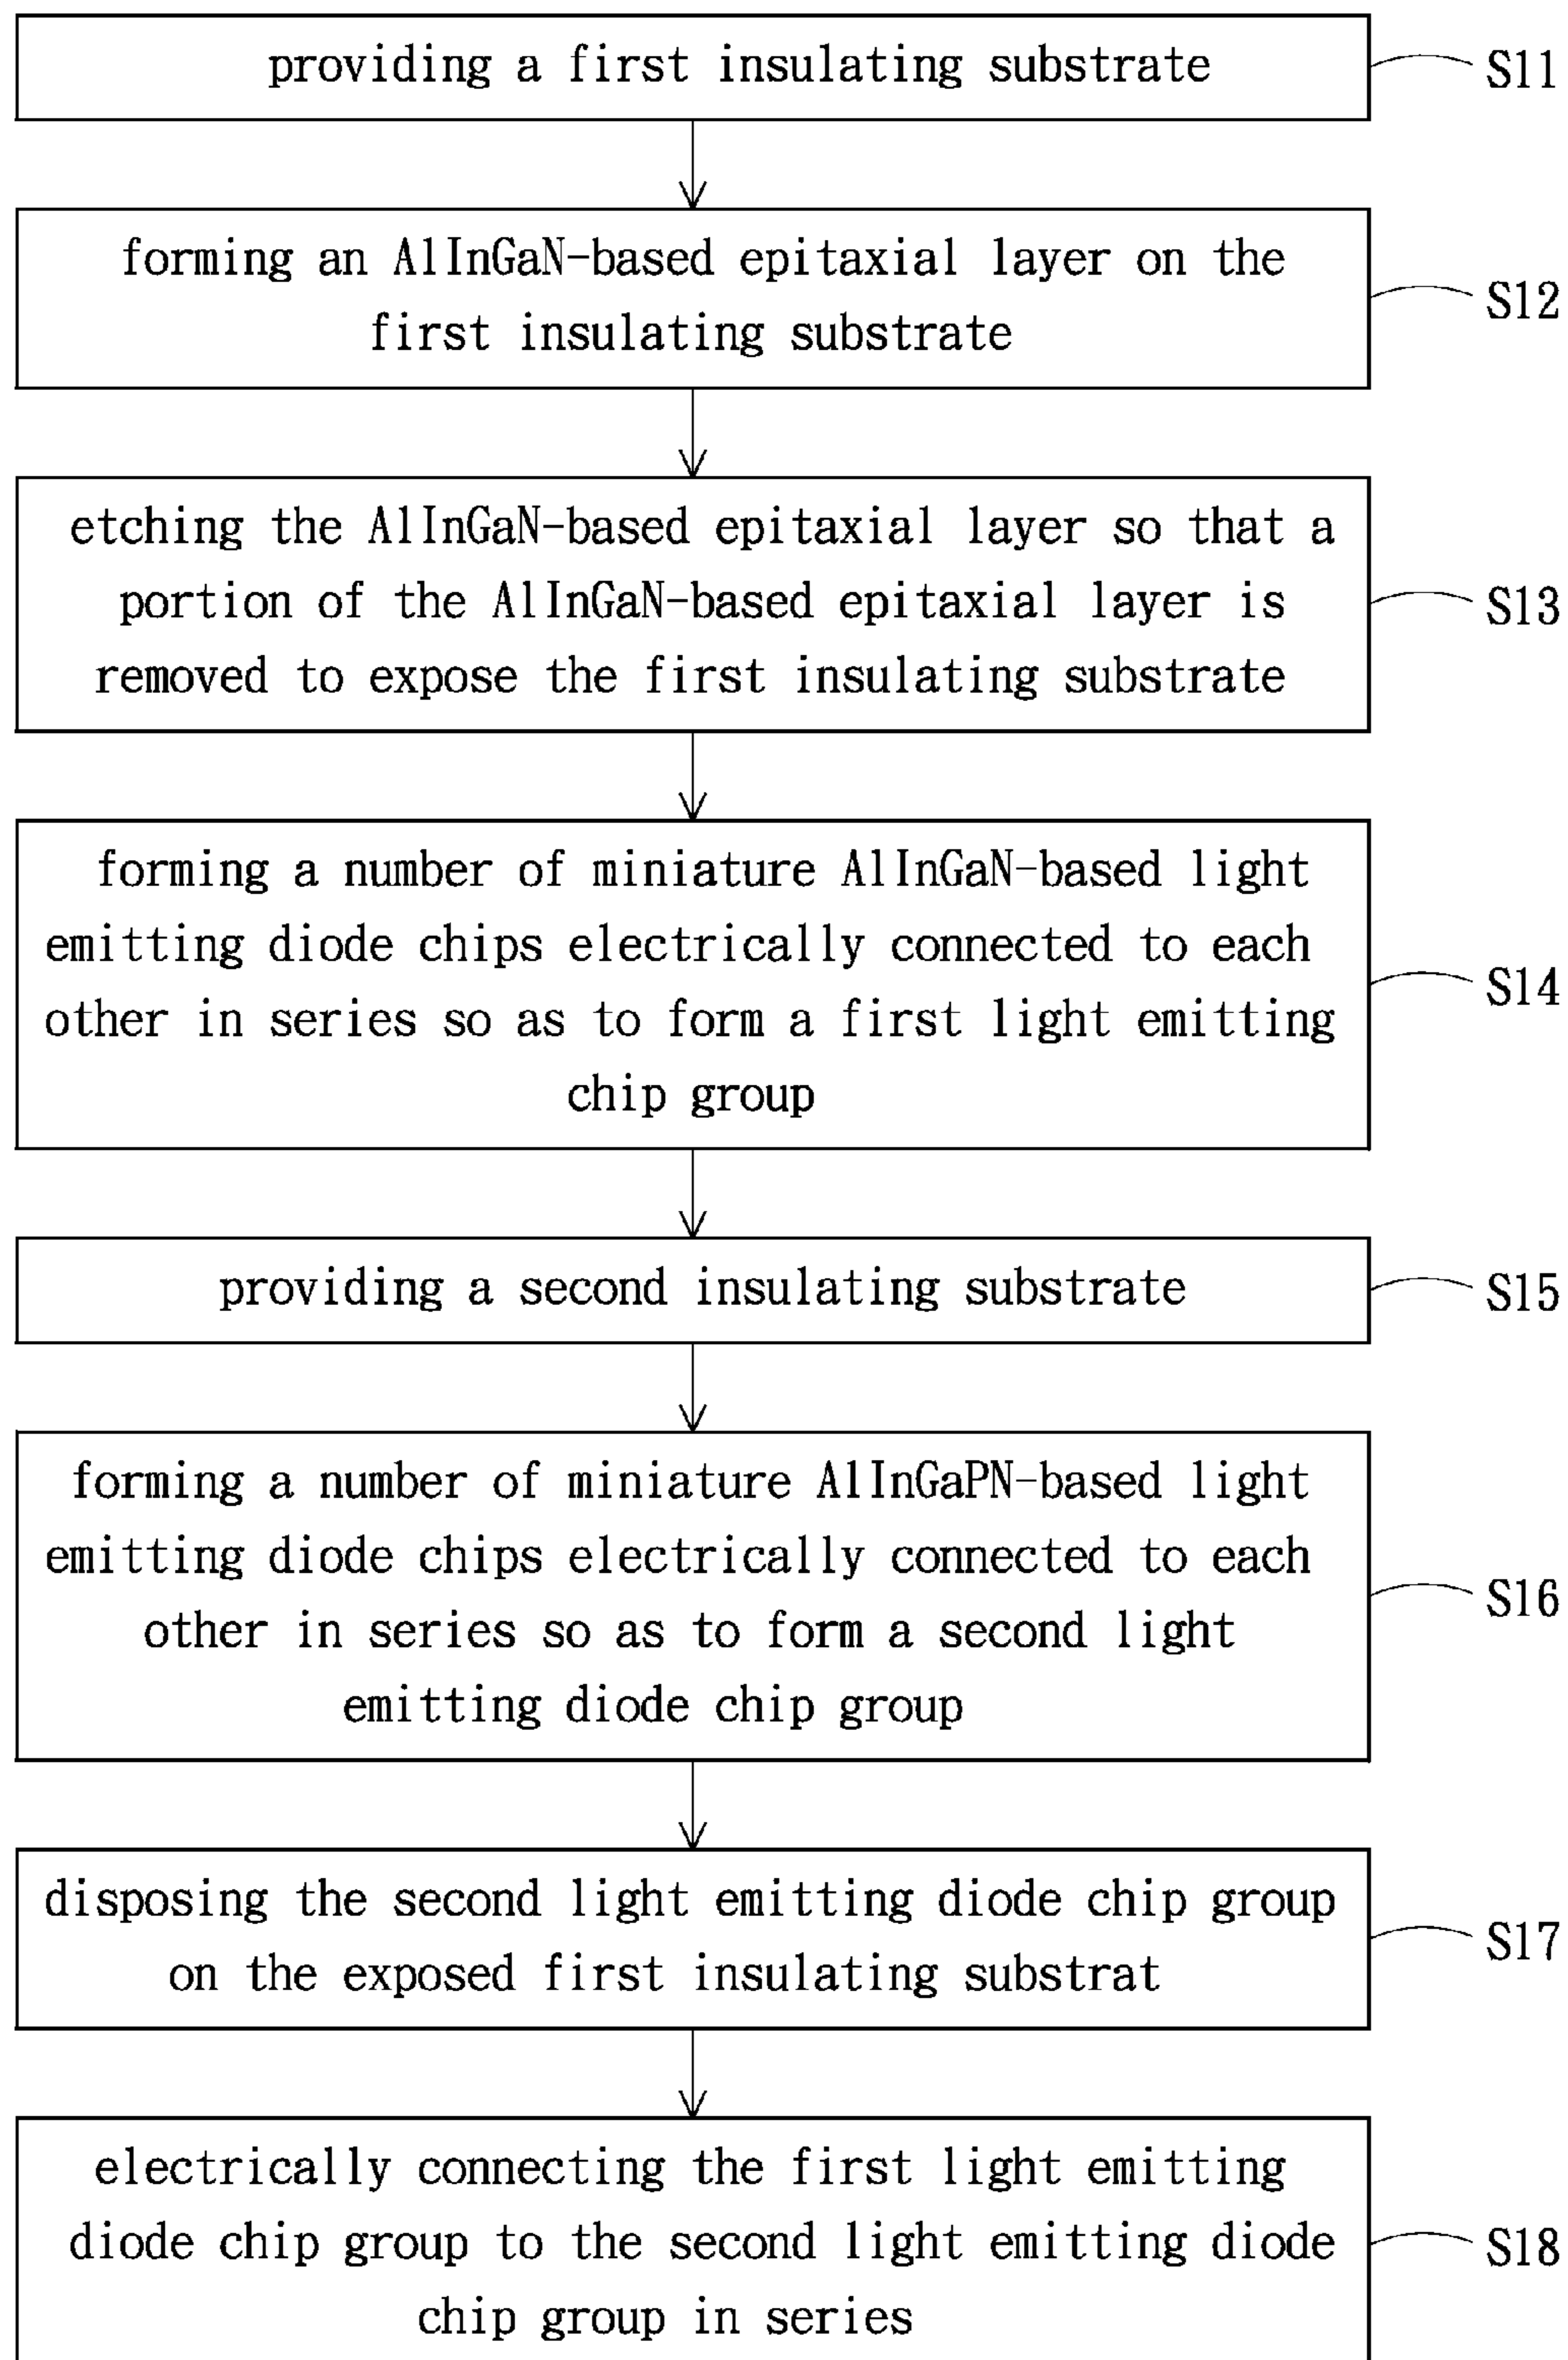 providing a first insulating substrate
S11
forming an AlInGaN-based epitaxial layer on the
first insulating substrate
S12
etching the AlInGaN-based epitaxial layer so that a
portion of the AlInGaN-based epitaxial layer is
removed to expose the first insulating substrate
S13
forming a number of miniature AlInGaN-based light
emitting diode chips electrically connected to each
other in series so as to form a first light emitting
chip group
S14
providing a second insulating substrate
S15
forming a number of miniature AlInGaPN-based light
emitting diode chips electrically connected to each
other in series so as to form a second light
emitting diode chip group
S16
disposing the second light emitting diode chip group
on the exposed first insulating substrat
S17
electrically connecting the first light emitting
diode chip group to the second light emitting diode
chip group in series
S18